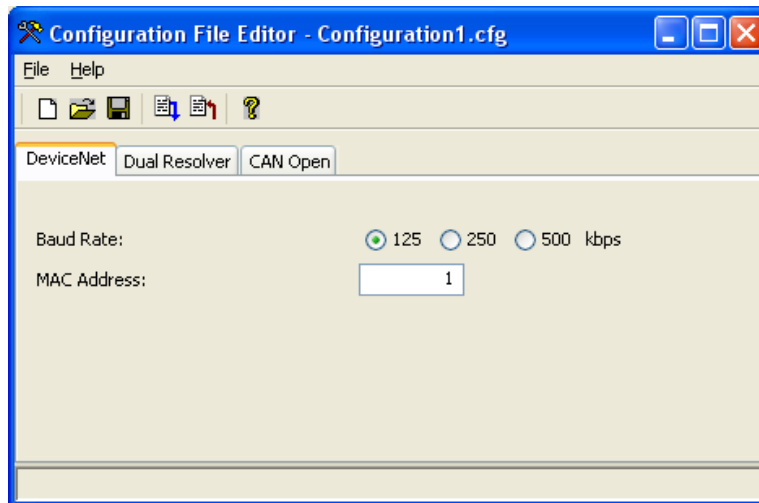 Configuration File Editor - Configuration1.cfg
File Help
DeviceNet Dual Resolver CAN Open
Baud Rate: 125 250 500 kbps
MAC Address: 1